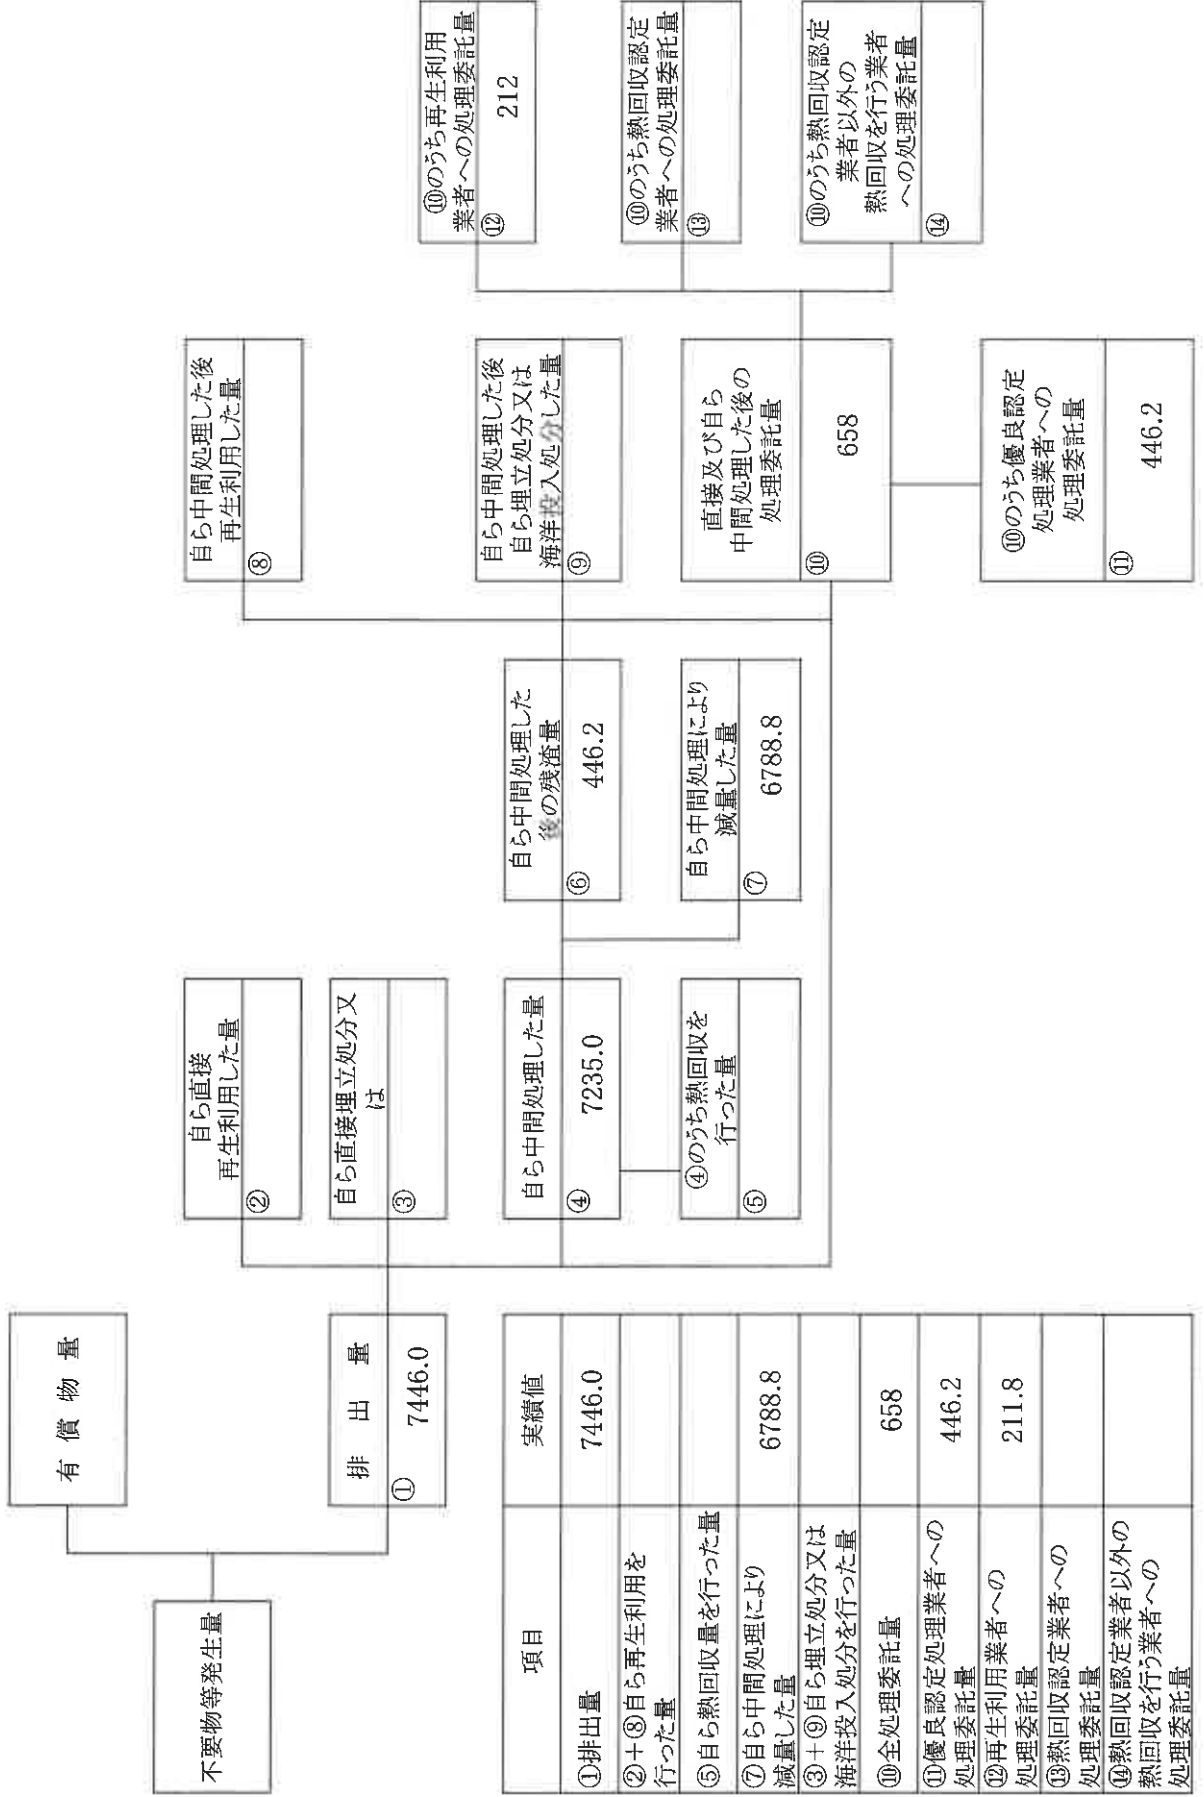 不要物等発生量
有償物量
排出量
① 7446.0
自ら直接
再生利用した量
②
自ら直接埋立処分又
は
③
自ら中間処理した量
④ 7235.0
④のうち熱回収を
行った量
⑤
自ら中間処理した
後の残渣量
⑥ 446.2
自ら中間処理により
減量した量
⑦ 6788.8
自ら中間処理した後
再生利用した量
⑧
自ら中間処理した後
自ら埋立処分又は
海洋投入処分した量
⑨
直接及び自ら
中間処理した後の
処理委託量
⑩ 658
⑩のうち優良認定
処理業者への
処理委託量
⑪ 446.2
⑩のうち再生利用
業者への処理委託量
⑫ 212
⑩のうち熱回収認定
業者への処理委託量
⑬
⑩のうち熱回収認定
業者以外の
熱回収を行う業者
への処理委託量
⑭
項目 実績値
①排出量 7446.0
②+⑧自ら再生利用を
行った量
⑤自ら熱回収量を行った量
⑦自ら中間処理により
減量した量 6788.8
③+⑨自ら埋立処分又は
海洋投入処分を行った量
⑩全処理委託量 658
⑪優良認定処理業者への
処理委託量 446.2
⑫再生利用業者への
処理委託量 211.8
⑬熱回収認定業者への
処理委託量
⑭熱回収認定業者以外の
熱回収を行う業者への
処理委託量